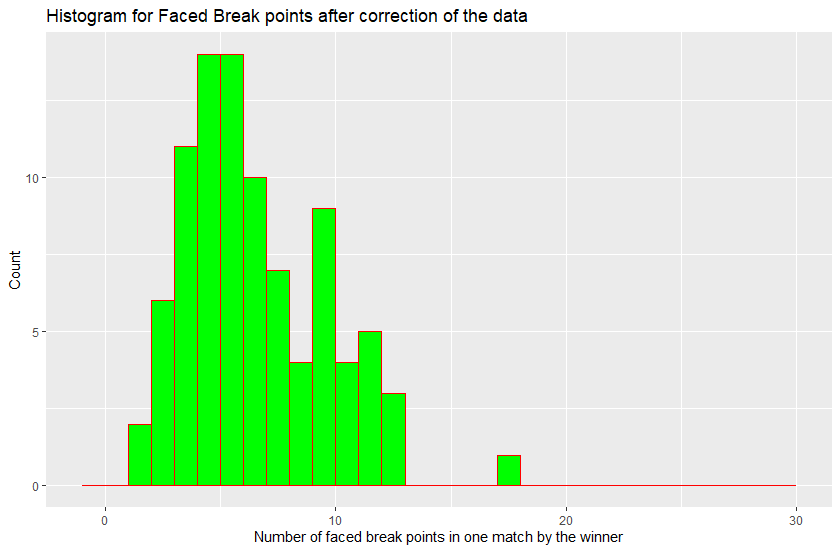 Histogram for Faced Break points after correction of the data
Count
10
5
0
0 10 20 30
Number of faced break points in one match by the winner